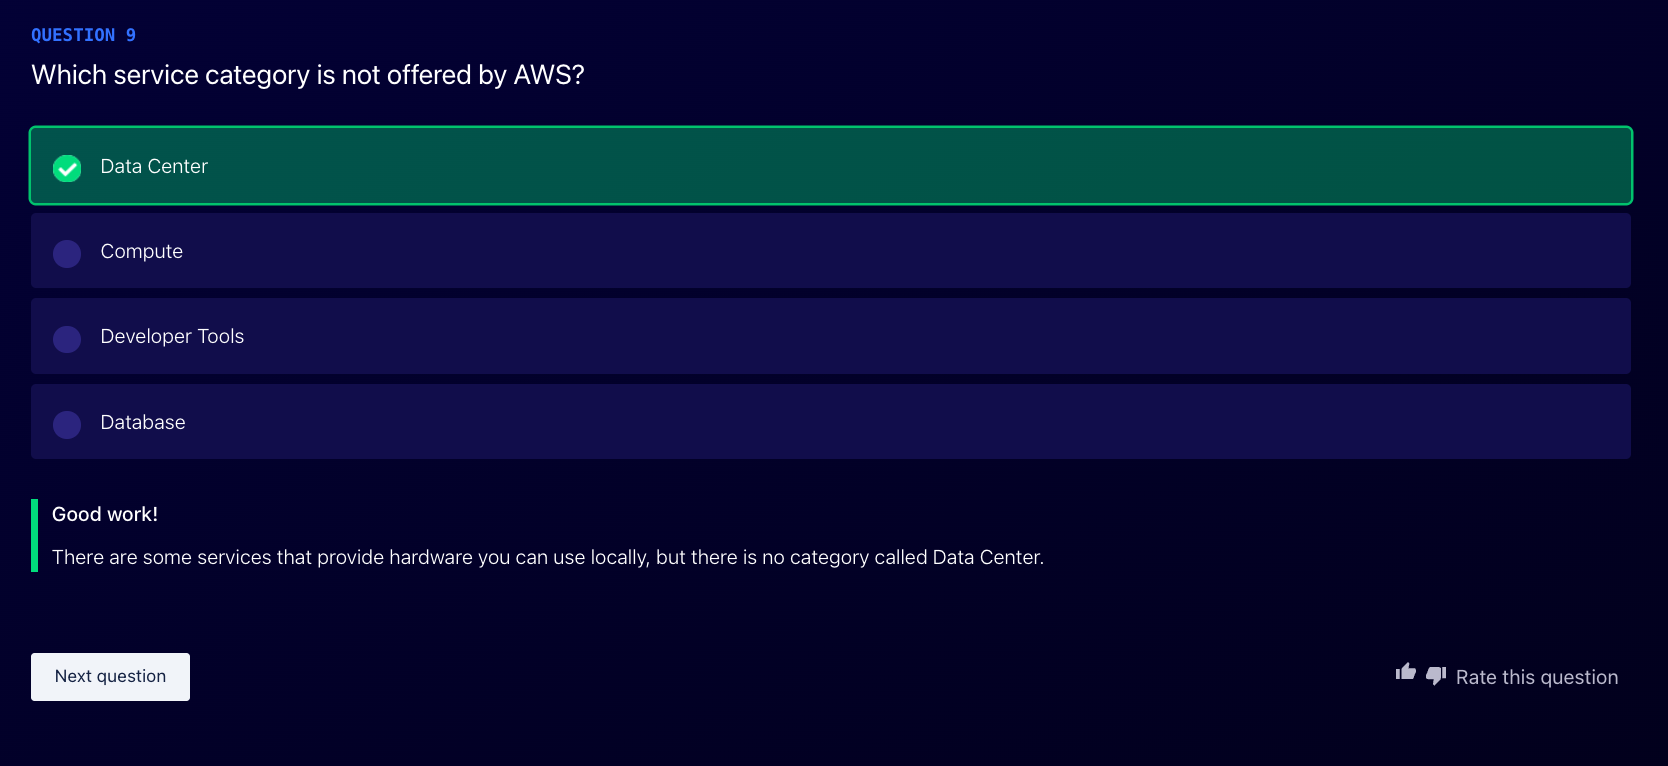 QUESTION 9
Which service category is not offered by AWS?
Data Center
Compute
Developer Tools
Database
Good work!
There are some services that provide hardware you can use locally, but there is no category called Data Center.
Next question
Rate this question